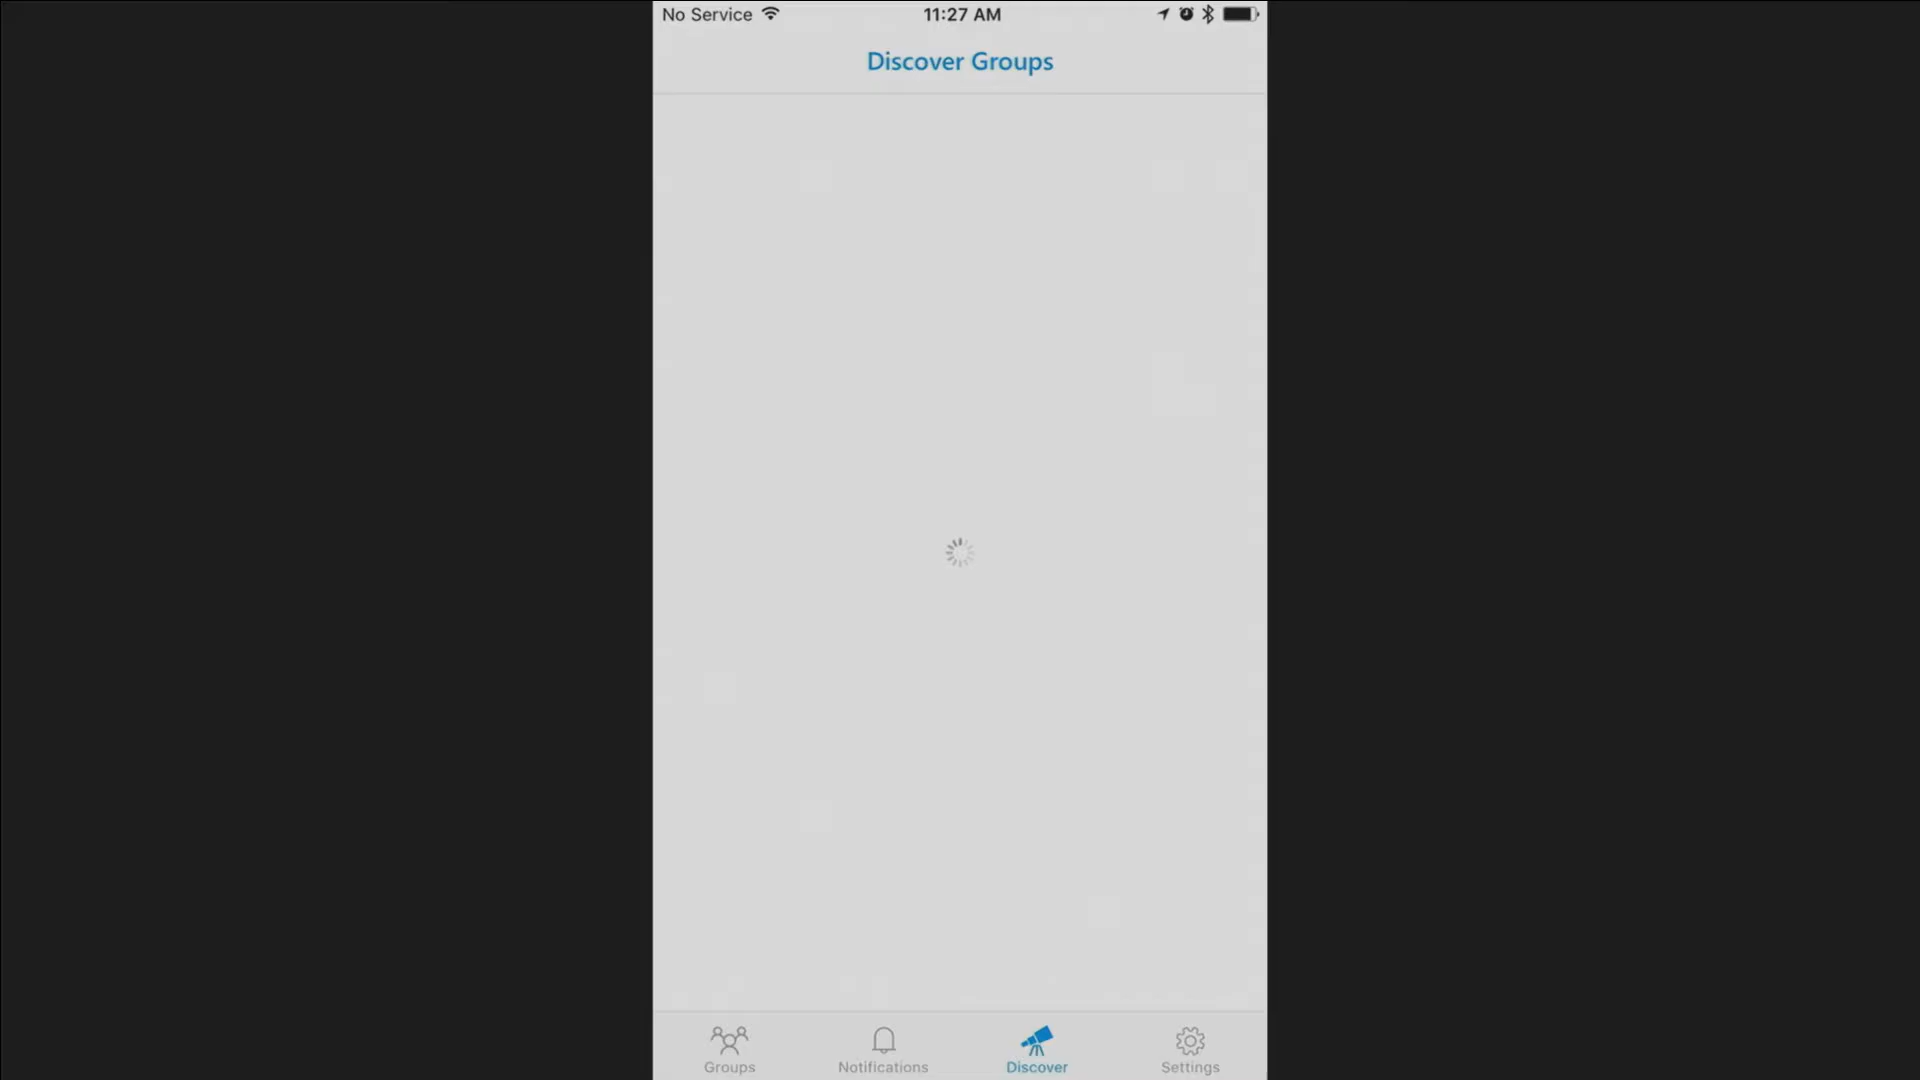 No Service
11:27 AM
Discover Groups
Groups
Notifications
Discover
Settings